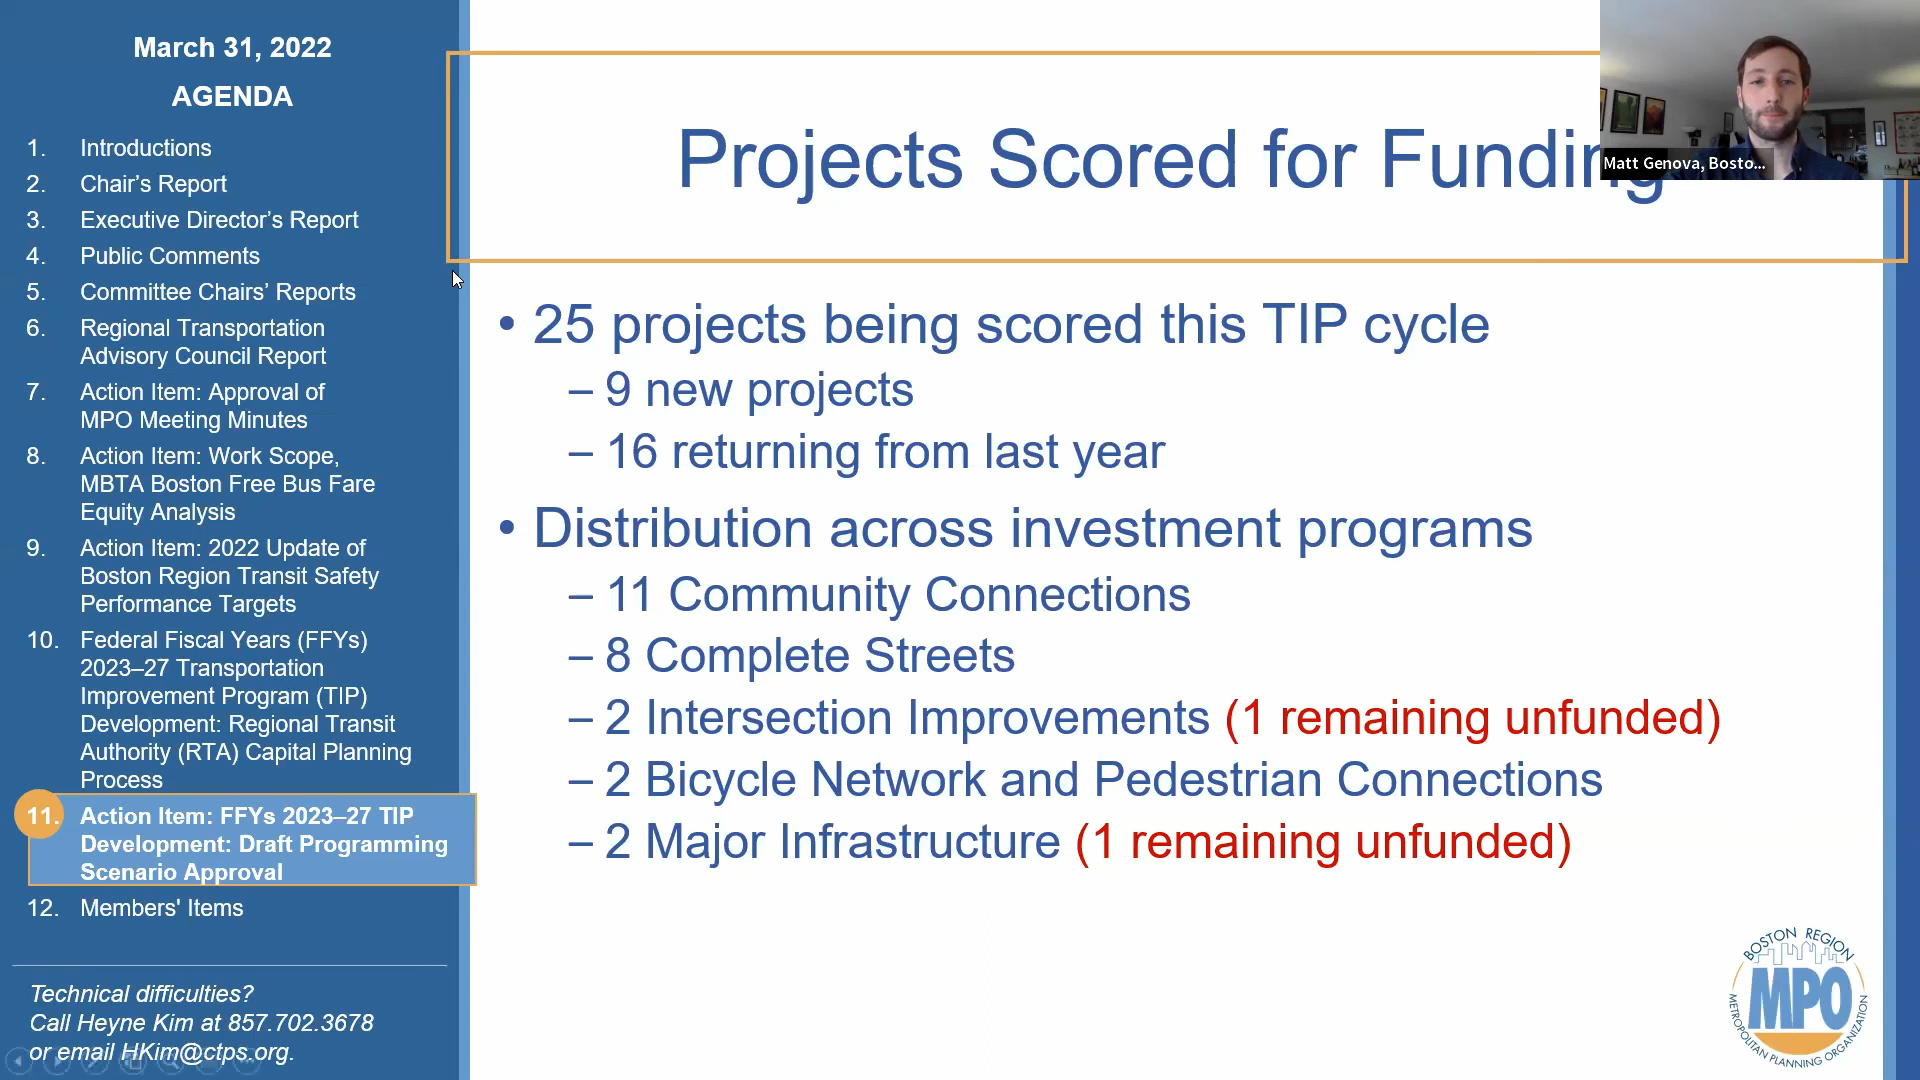 March 31, 2022
AGENDA
1. Introductions
2. Chair’s Report
3. Executive Director’s Report
4. Public Comments
5. Committee Chairs’ Reports
6. Regional Transportation
Advisory Council Report
7. Action Item: Approval of
MPO Meeting Minutes
8. Action Item: Work Scope,
MBTA Boston Free Bus Fare
Equity Analysis
9. Action Item: 2022 Update of
Boston Region Transit Safety
Performance Targets
10. Federal Fiscal Years (FFYs)
2023–27 Transportation
Improvement Program (TIP)
Development: Regional Transit
Authority (RTA) Capital Planning
Process
11. Action Item: FFYs 2023–27 TIP
Development: Draft Programming
Scenario Approval
12. Members' Items
Technical difficulties?
Call Heyne Kim at 857.702.3678
or email HKim@ctps.org.
Projects Scored for Funding
Matt Genova, Bosto...
• 25 projects being scored this TIP cycle
– 9 new projects
– 16 returning from last year
• Distribution across investment programs
– 11 Community Connections
– 8 Complete Streets
– 2 Intersection Improvements (1 remaining unfunded)
– 2 Bicycle Network and Pedestrian Connections
– 2 Major Infrastructure (1 remaining unfunded)
BOSTON REGION
MPO
METROPOLITAN PLANNING ORGANIZATION